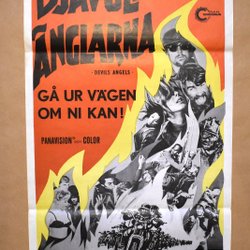 DJÄVUL
ÄNGLARNA
- DEVILS ANGELS -
GÅ UR VÄGEN
OM NI KAN!
PANAVISION COLOR